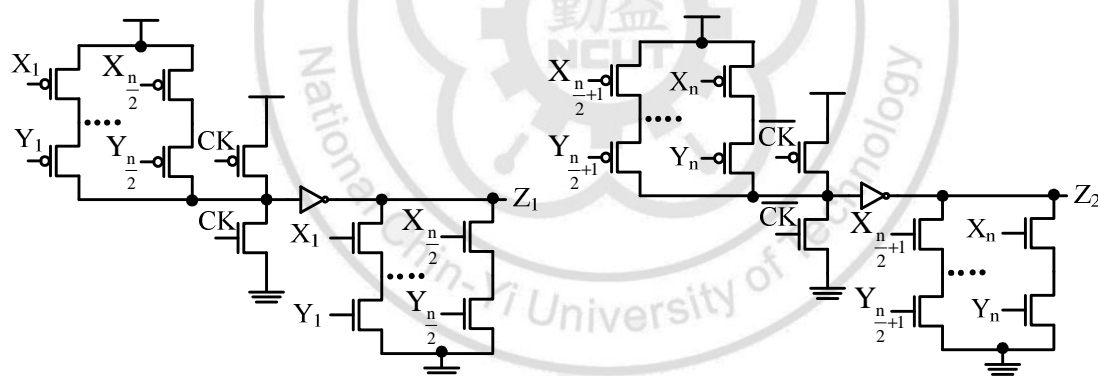 勤益
NCUT
National Chin-Yi University of Technology
X1
Xn/2
Y1
Yn/2
CK
CK
Z1
X1
Xn/2
Y1
Yn/2
Xn/2+1
Xn
Yn/2+1
Yn
C̅K̅
C̅K̅
Z2
Xn/2+1
Xn
Yn/2+1
Yn